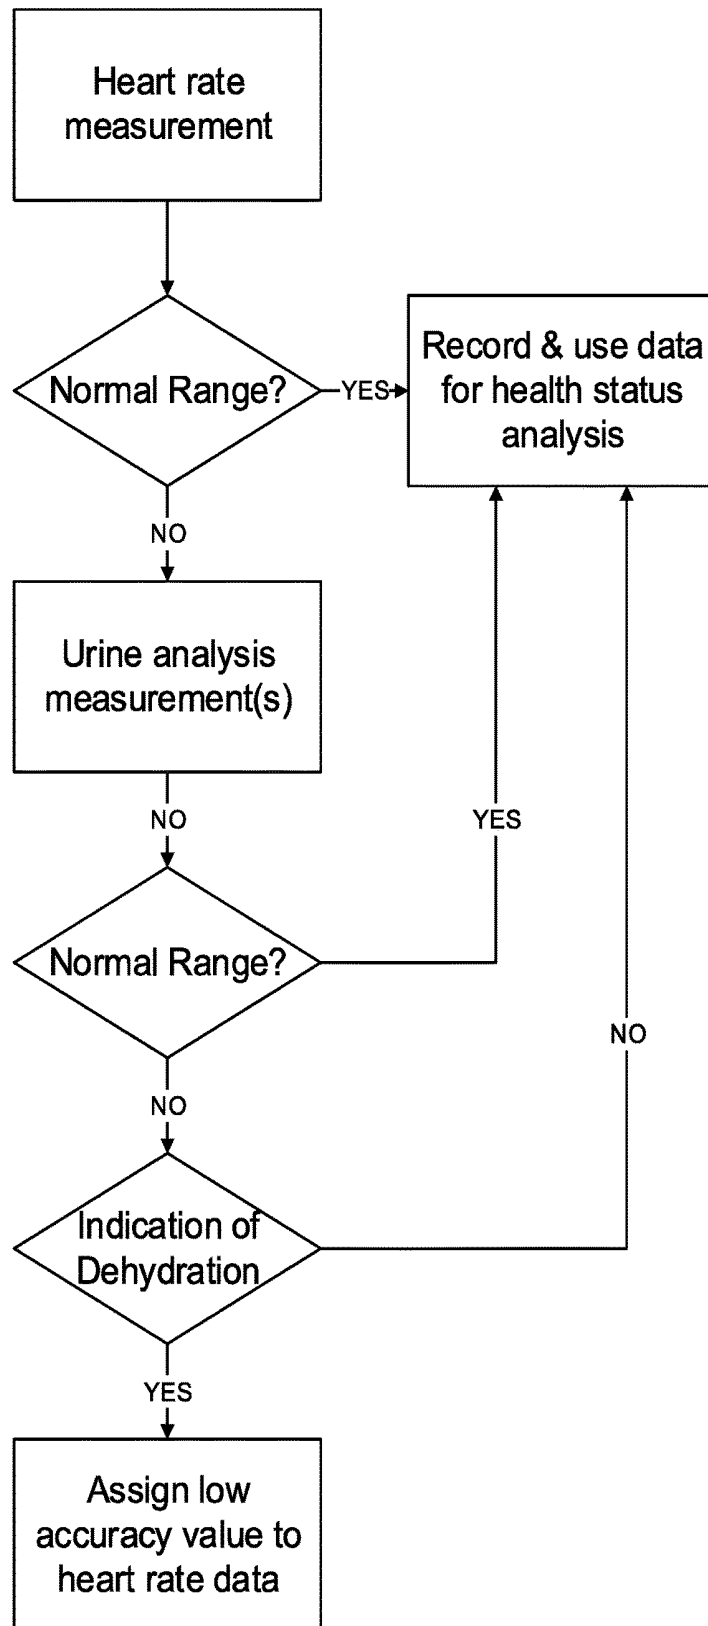 Heart rate
measurement
Normal Range?
YES
Record & use data
for health status
analysis
NO
Urine analysis
measurement(s)
NO
YES
Normal Range?
NO
NO
Indication of
Dehydration
YES
Assign low
accuracy value to
heart rate data